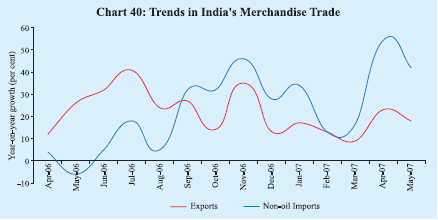 Chart 40: Trends in India's Merchandise Trade
Year-on-year growth (per cent)
60
50
40
30
20
10
0
−10
Apr-06
May-06
Jun-06
Jul-06
Aug-06
Sep-06
Oct-06
Nov-06
Dec-06
Jan-07
Feb-07
Mar-07
Apr-07
May-07
Exports
Non-oil Imports